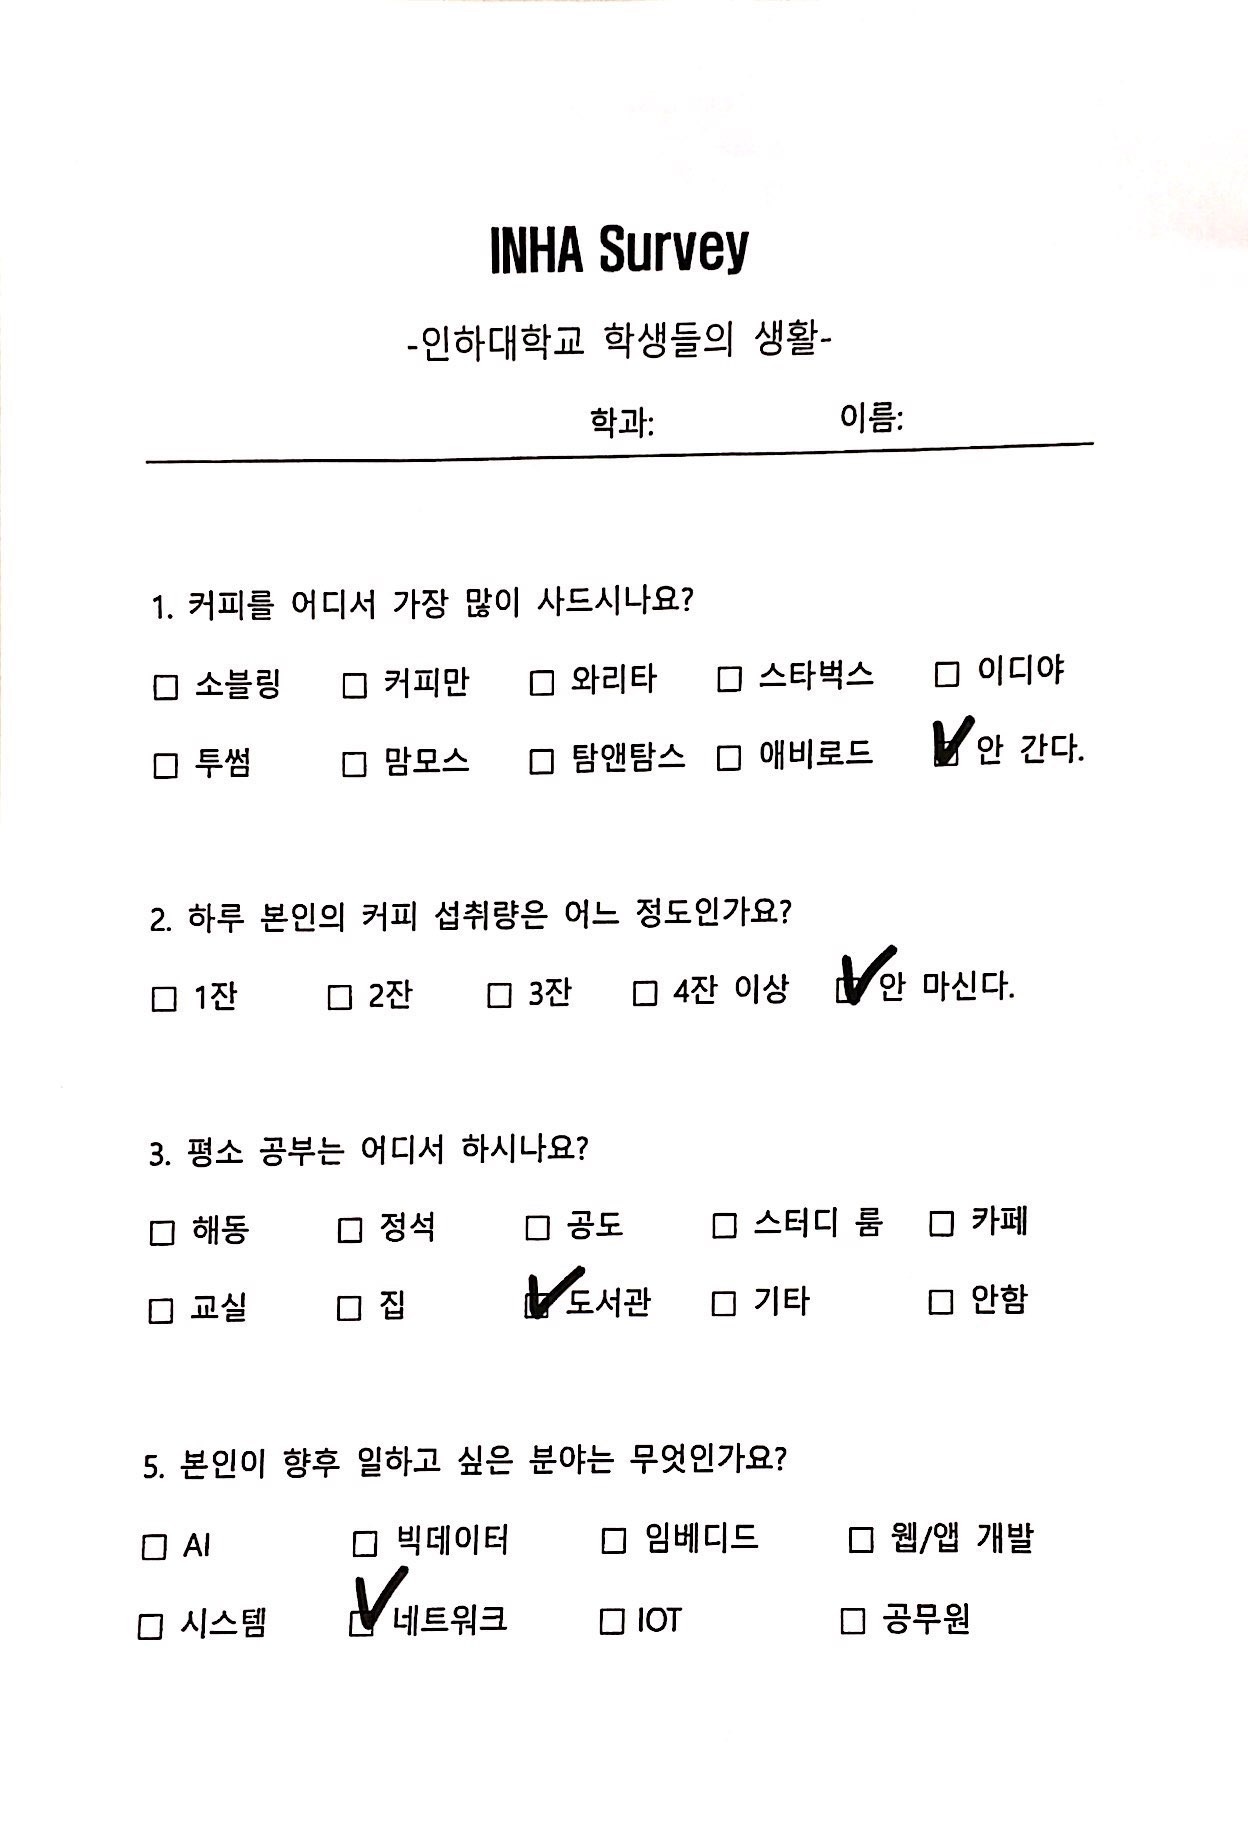 INHA Survey
-인하대학교 학생들의 생활-
학과: 이름:
1. 커피를 어디서 가장 많이 사드시나요?
☐ 소블링 ☐ 커피만 ☐ 와리타 ☐ 스타벅스 ☐ 이디야
☐ 투썸 ☐ 맘모스 ☐ 탐앤탐스 ☐ 애비로드 ☑ 안 간다.
2. 하루 본인의 커피 섭취량은 어느 정도인가요?
☐ 1잔 ☐ 2잔 ☐ 3잔 ☐ 4잔 이상 ☑ 안 마신다.
3. 평소 공부는 어디서 하시나요?
☐ 해동 ☐ 정석 ☐ 공도 ☐ 스터디 룸 ☐ 카페
☐ 교실 ☐ 집 ☑ 도서관 ☐ 기타 ☐ 안함
5. 본인이 향후 일하고 싶은 분야는 무엇인가요?
☐ AI ☐ 빅데이터 ☐ 임베디드 ☐ 웹/앱 개발
☐ 시스템 ☑ 네트워크 ☐ IOT ☐ 공무원